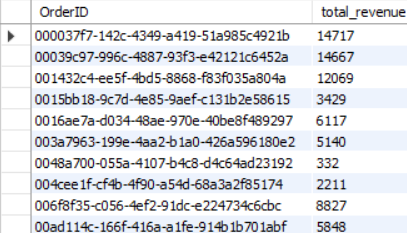 OrderID total_revenue
000037f7-142c-4349-a419-51a985c4921b 14717
00039c97-996c-4887-93f3-e42121c6452a 14667
001432c4-ee5f-4bd5-8868-f83f035a804a 12069
0015bb18-9c7d-4e85-9aef-c131b2e58615 3429
0016ae7a-d034-48ae-970e-40be8f489297 6117
003a7963-199e-4aa2-b1a0-426a596180e2 5140
0048a700-055a-4107-b4c8-d4c64ad23192 332
004cee1f-cf4b-4f90-a54d-68a3a2f85174 2211
006f8f35-c056-4ef2-91dc-e224734c6cbc 8827
00ad114c-166f-416a-a1fe-914b1b701abf 5848